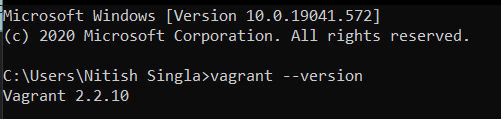 Microsoft Windows [Version 10.0.19041.572]
(c) 2020 Microsoft Corporation. All rights reserved.
C:\Users\Nitish Singla>vagrant --version
Vagrant 2.2.10